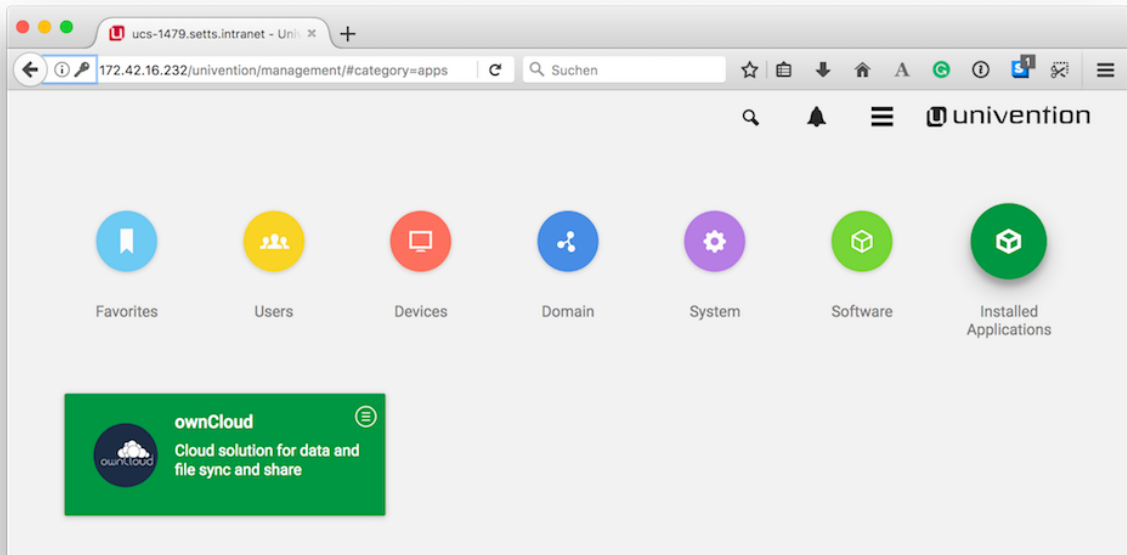 ucs-1479.setts.intranet - Univ
172.42.16.232/univention/management/#category=apps
Suchen
1
univention
Favorites
Users
Devices
Domain
System
Software
Installed
Applications
ownCloud
ownCloud
Cloud solution for data and
file sync and share